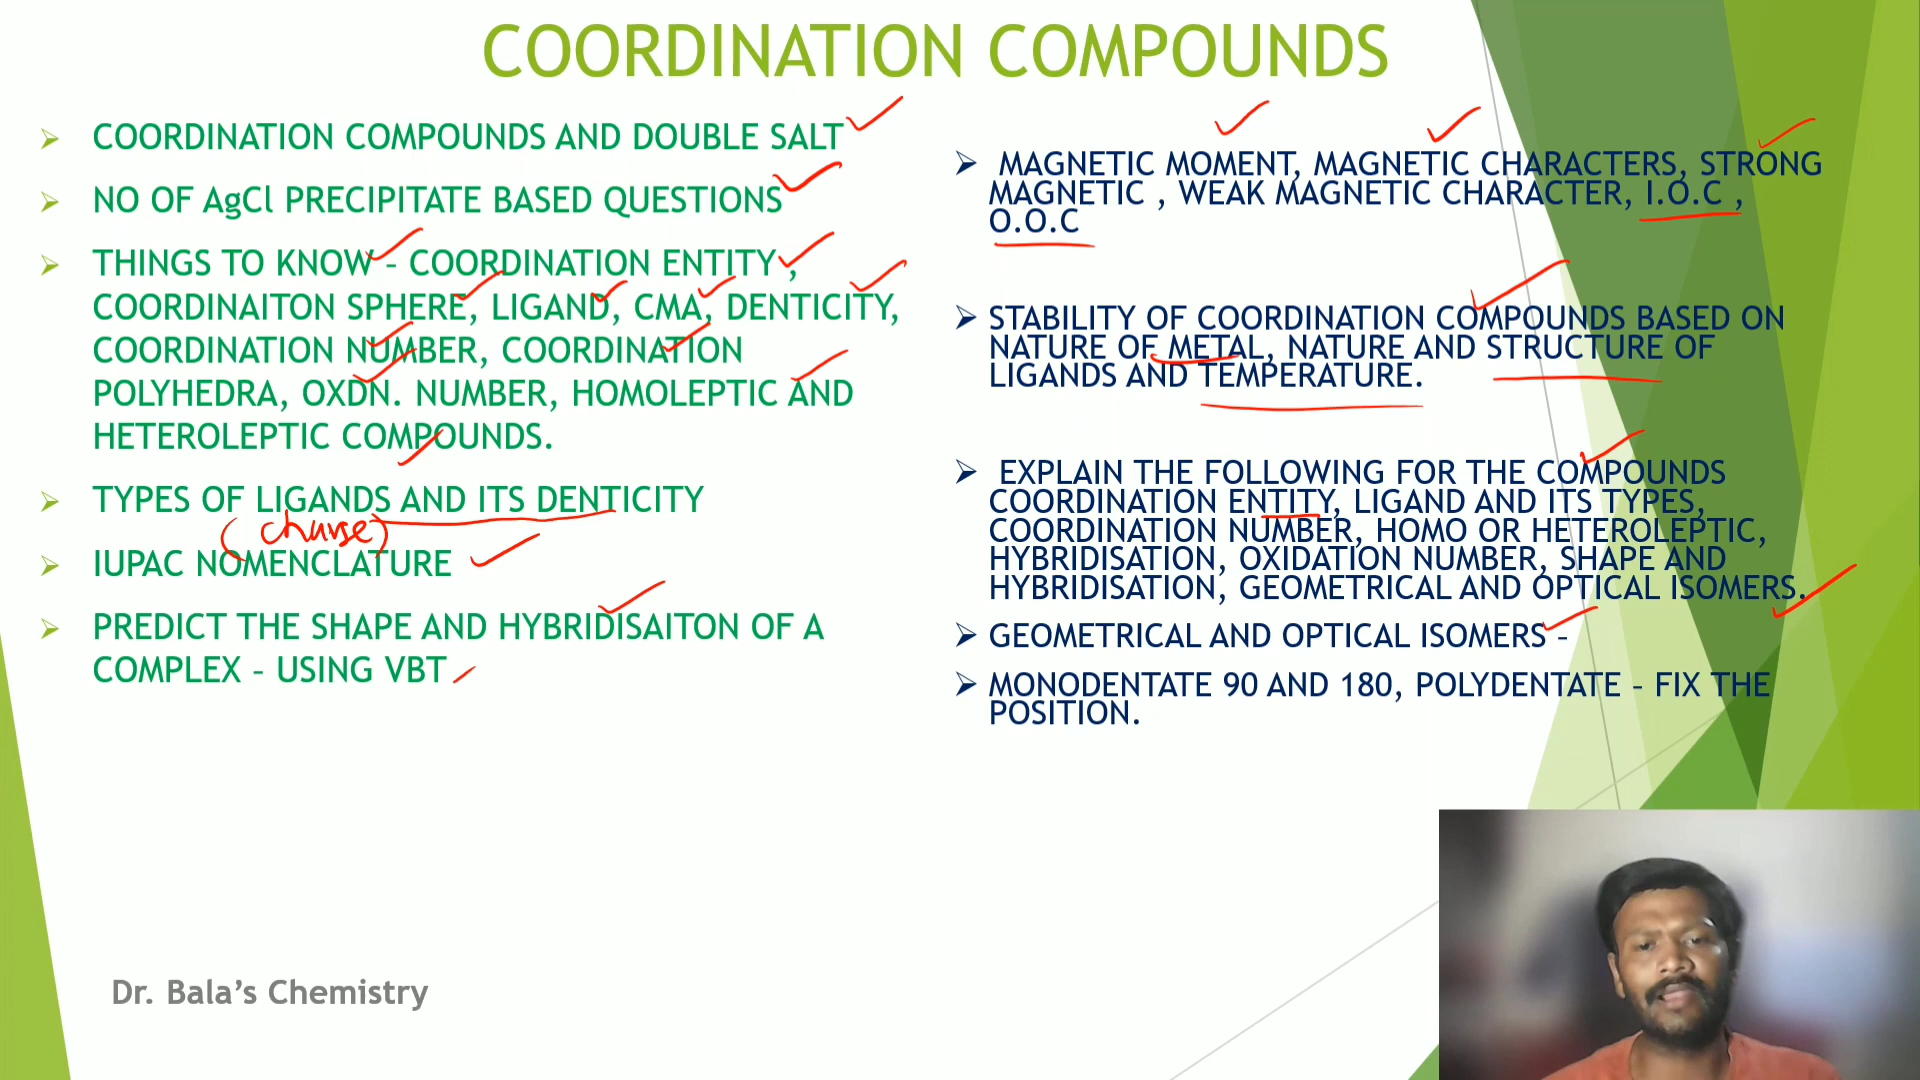 COORDINATION COMPOUNDS
COORDINATION COMPOUNDS AND DOUBLE SALT
NO OF AgCl PRECIPITATE BASED QUESTIONS
THINGS TO KNOW – COORDINATION ENTITY ,
COORDINAITON SPHERE, LIGAND, CMA, DENTICITY,
COORDINATION NUMBER, COORDINATION
POLYHEDRA, OXDN. NUMBER, HOMOLEPTIC AND
HETEROLEPTIC COMPOUNDS.
TYPES OF LIGANDS AND ITS DENTICITY
IUPAC NOMENCLATURE
PREDICT THE SHAPE AND HYBRIDISAITON OF A
COMPLEX – USING VBT
MAGNETIC MOMENT, MAGNETIC CHARACTERS, STRONG
MAGNETIC , WEAK MAGNETIC CHARACTER, I.O.C ,
O.O.C
STABILITY OF COORDINATION COMPOUNDS BASED ON
NATURE OF METAL, NATURE AND STRUCTURE OF
LIGANDS AND TEMPERATURE.
EXPLAIN THE FOLLOWING FOR THE COMPOUNDS
COORDINATION ENTITY, LIGAND AND ITS TYPES,
COORDINATION NUMBER, HOMO OR HETEROLEPTIC,
HYBRIDISATION, OXIDATION NUMBER, SHAPE AND
HYBRIDISATION, GEOMETRICAL AND OPTICAL ISOMERS.
GEOMETRICAL AND OPTICAL ISOMERS –
MONODENTATE 90 AND 180, POLYDENTATE – FIX THE
POSITION.
Dr. Bala's Chemistry